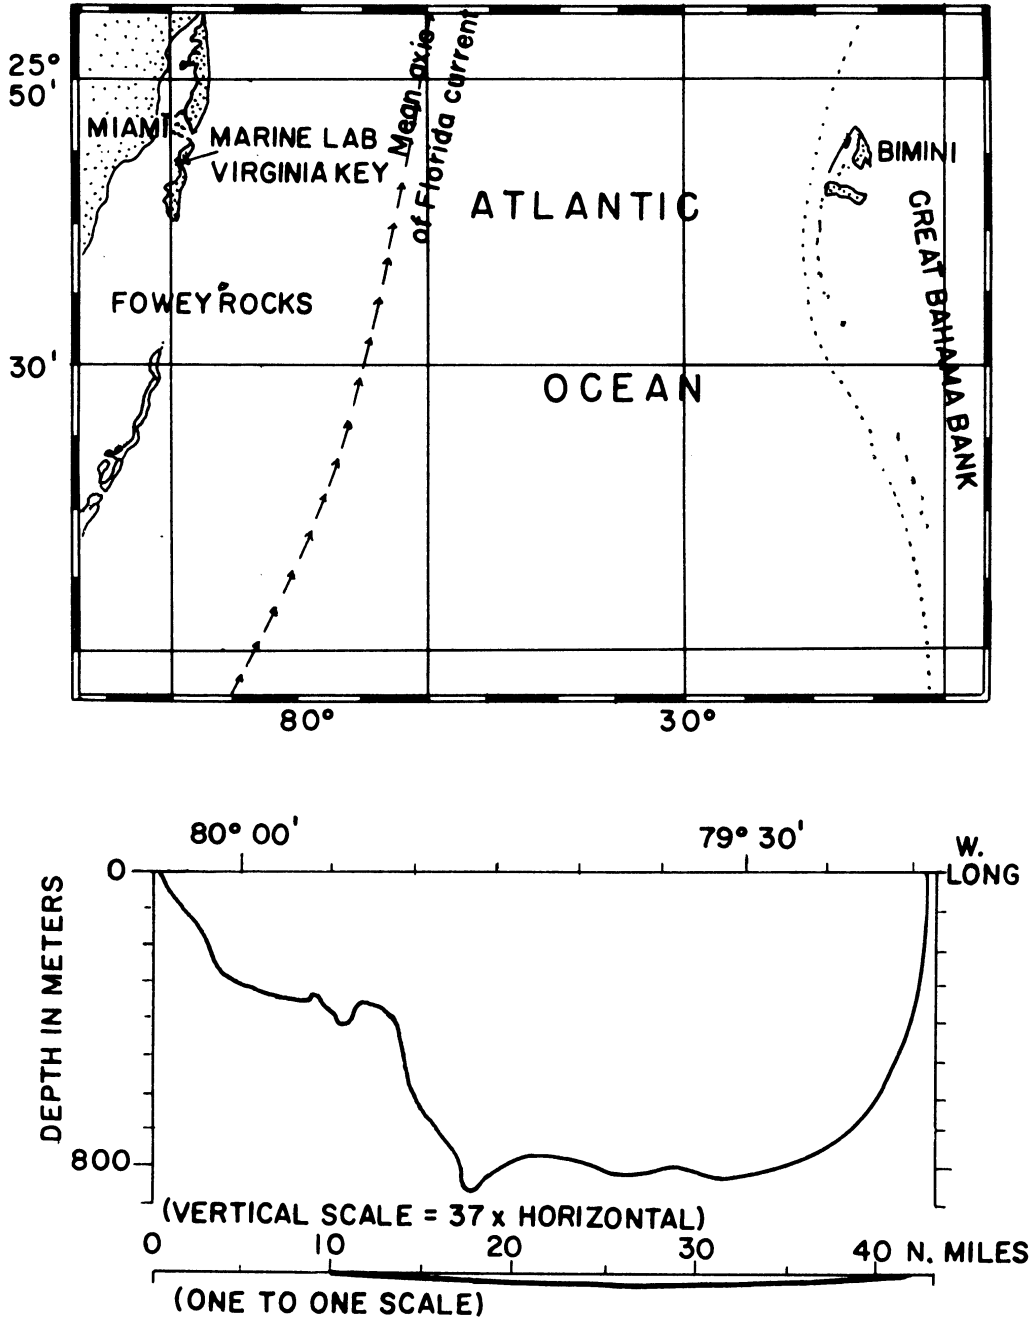 25°
50'
Mean axie
of Florida current
MIAMI
MARINE LAB
VIRGINIA KEY
BIMINI
ATLANTIC
GREAT BAHAMA BANK
FOWEY ROCKS
30'
OCEAN
80°
30°
80° 00'
79° 30'
W.
LONG
0
DEPTH IN METERS
800
(VERTICAL SCALE = 37 x HORIZONTAL)
0 10 20 30 40 N. MILES
(ONE TO ONE SCALE)